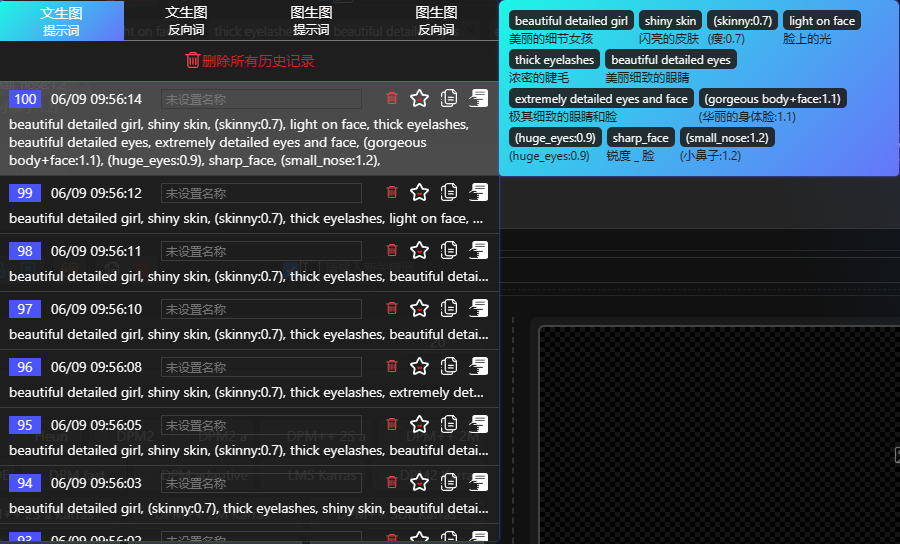 文生图
提示词
文生图
反向词
图生图
提示词
图生图
反向词
删除所有历史记录
100 06/09 09:56:14 未设置名称
beautiful detailed girl, shiny skin, (skinny:0.7), light on face, thick eyelashes,
beautiful detailed eyes, extremely detailed eyes and face, (gorgeous
body+face:1.1), (huge_eyes:0.9), sharp_face, (small_nose:1.2),
99 06/09 09:56:12 未设置名称
beautiful detailed girl, shiny skin, (skinny:0.7), thick eyelashes, light on face, ...
98 06/09 09:56:11 未设置名称
beautiful detailed girl, shiny skin, (skinny:0.7), thick eyelashes, beautiful detai...
97 06/09 09:56:10 未设置名称
beautiful detailed girl, shiny skin, (skinny:0.7), thick eyelashes, beautiful detai...
96 06/09 09:56:08 未设置名称
beautiful detailed girl, shiny skin, (skinny:0.7), thick eyelashes, extremely det...
95 06/09 09:56:05 未设置名称
beautiful detailed girl, shiny skin, (skinny:0.7), thick eyelashes, beautiful detai...
94 06/09 09:56:03 未设置名称
beautiful detailed girl, (skinny:0.7), thick eyelashes, shiny skin, beautiful detai...
93 06/09 09:56:02 未设置名称
beautiful detailed girl shiny skin (skinny:0.7) light on face
美丽的细节女孩 闪亮的皮肤 (瘦:0.7) 脸上的光
thick eyelashes beautiful detailed eyes
浓密的睫毛 美丽细致的眼睛
extremely detailed eyes and face (gorgeous body+face:1.1)
极其细致的眼睛和脸 (华丽的身体脸:1.1)
(huge_eyes:0.9) sharp_face (small_nose:1.2)
(huge_eyes:0.9) 锐度 _ 脸 (小鼻子:1.2)